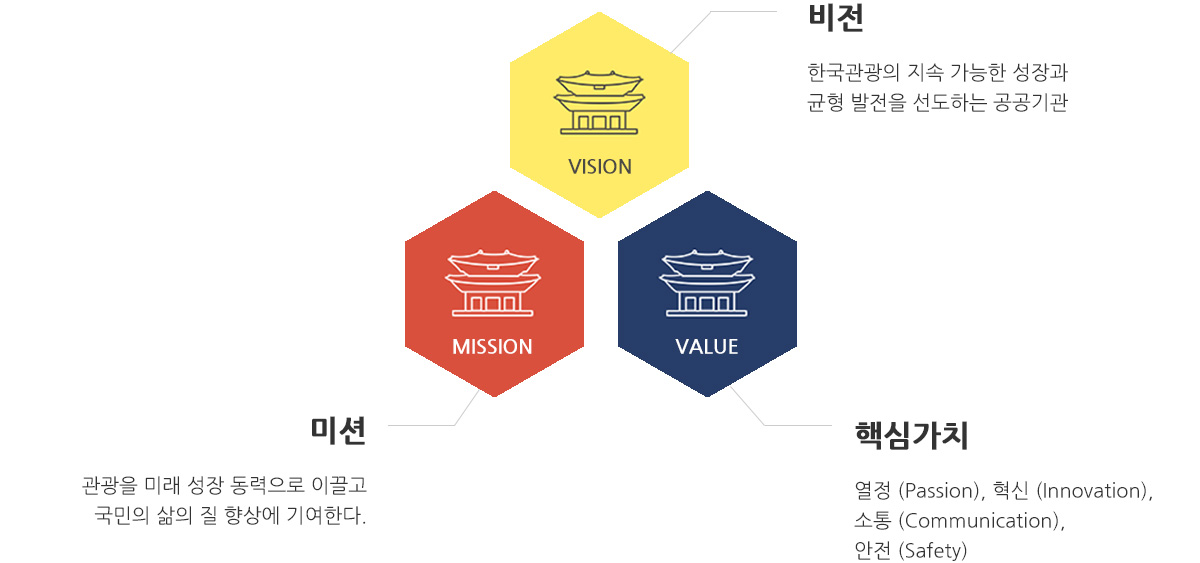 비전
한국관광의 지속 가능한 성장과
균형 발전을 선도하는 공공기관
VISION
MISSION
VALUE
미션
관광을 미래 성장 동력으로 이끌고
국민의 삶의 질 향상에 기여한다.
핵심가치
열정 (Passion), 혁신 (Innovation),
소통 (Communication),
안전 (Safety)